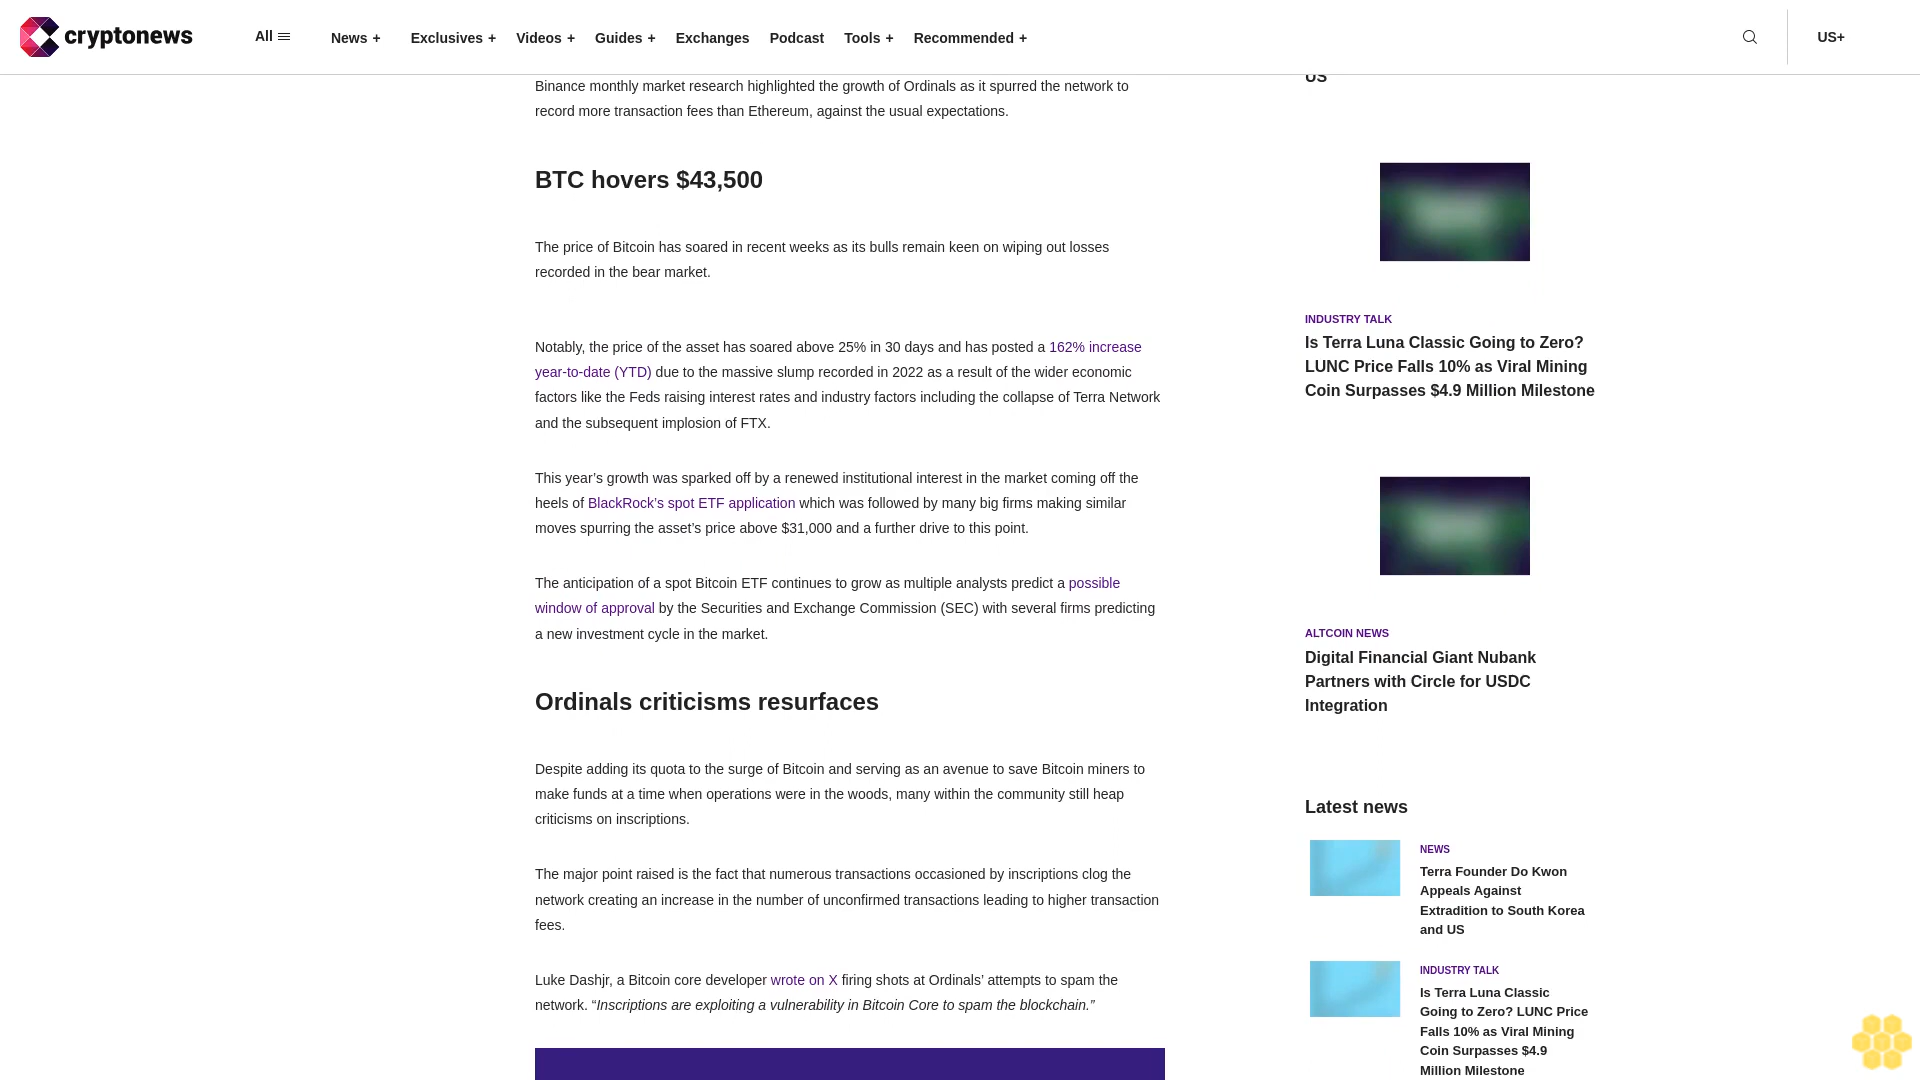 cryptonews
All
News +
Exclusives +
Videos +
Guides +
Exchanges
Podcast
Tools +
Recommended +
US+
Binance monthly market research highlighted the growth of Ordinals as it spurred the network to
record more transaction fees than Ethereum, against the usual expectations.
BTC hovers $43,500
The price of Bitcoin has soared in recent weeks as its bulls remain keen on wiping out losses
recorded in the bear market.
Notably, the price of the asset has soared above 25% in 30 days and has posted a 162% increase
year-to-date (YTD) due to the massive slump recorded in 2022 as a result of the wider economic
factors like the Feds raising interest rates and industry factors including the collapse of Terra Network
and the subsequent implosion of FTX.
This year’s growth was sparked off by a renewed institutional interest in the market coming off the
heels of BlackRock’s spot ETF application which was followed by many big firms making similar
moves spurring the asset’s price above $31,000 and a further drive to this point.
The anticipation of a spot Bitcoin ETF continues to grow as multiple analysts predict a possible
window of approval by the Securities and Exchange Commission (SEC) with several firms predicting
a new investment cycle in the market.
Ordinals criticisms resurfaces
Despite adding its quota to the surge of Bitcoin and serving as an avenue to save Bitcoin miners to
make funds at a time when operations were in the woods, many within the community still heap
criticisms on inscriptions.
The major point raised is the fact that numerous transactions occasioned by inscriptions clog the
network creating an increase in the number of unconfirmed transactions leading to higher transaction
fees.
Luke Dashjr, a Bitcoin core developer wrote on X firing shots at Ordinals’ attempts to spam the
network. “Inscriptions are exploiting a vulnerability in Bitcoin Core to spam the blockchain.”
US
INDUSTRY TALK
Is Terra Luna Classic Going to Zero?
LUNC Price Falls 10% as Viral Mining
Coin Surpasses $4.9 Million Milestone
ALTCOIN NEWS
Digital Financial Giant Nubank
Partners with Circle for USDC
Integration
Latest news
NEWS
Terra Founder Do Kwon
Appeals Against
Extradition to South Korea
and US
INDUSTRY TALK
Is Terra Luna Classic
Going to Zero? LUNC Price
Falls 10% as Viral Mining
Coin Surpasses $4.9
Million Milestone